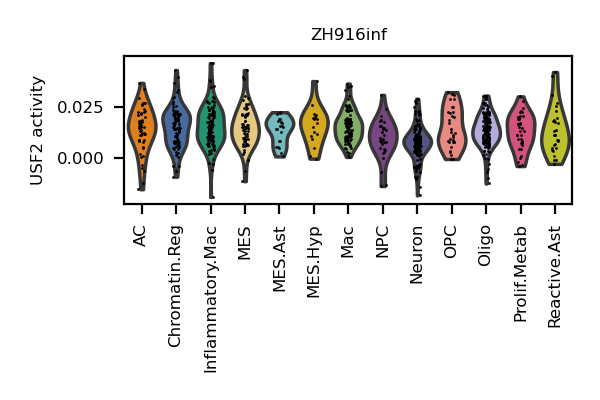 ZH916inf
USF2 activity
0.025
0.000
AC
Chromatin.Reg
Inflammatory.Mac
MES
MES.Ast
MES.Hyp
Mac
NPC
Neuron
OPC
Oligo
Prolif.Metab
Reactive.Ast